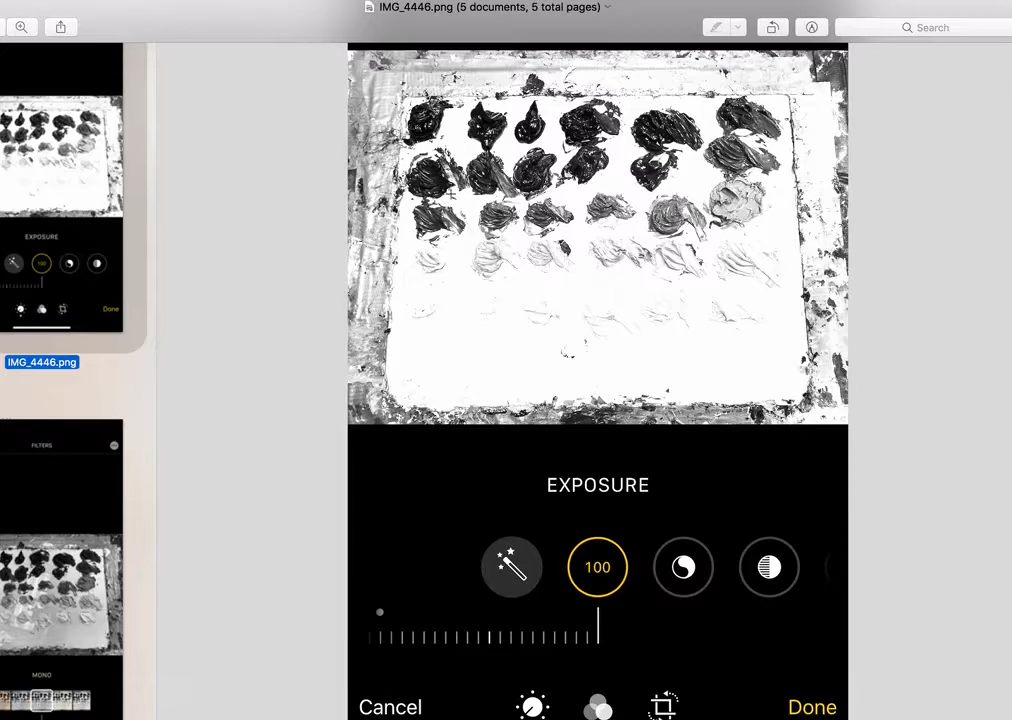 IMG_4446.png (5 documents, 5 total pages)
Search
EXPOSURE
100
Done
IMG_4446.png
FILTERS
MONO
EXPOSURE
100
Cancel
Done